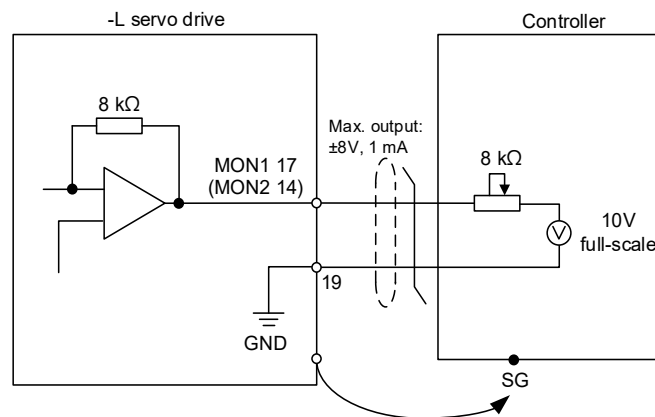 -L servo drive
Controller
8 kΩ
Max. output:
±8V, 1 mA
MON1 17
(MON2 14)
8 kΩ
10V
full-scale
V
19
GND
SG